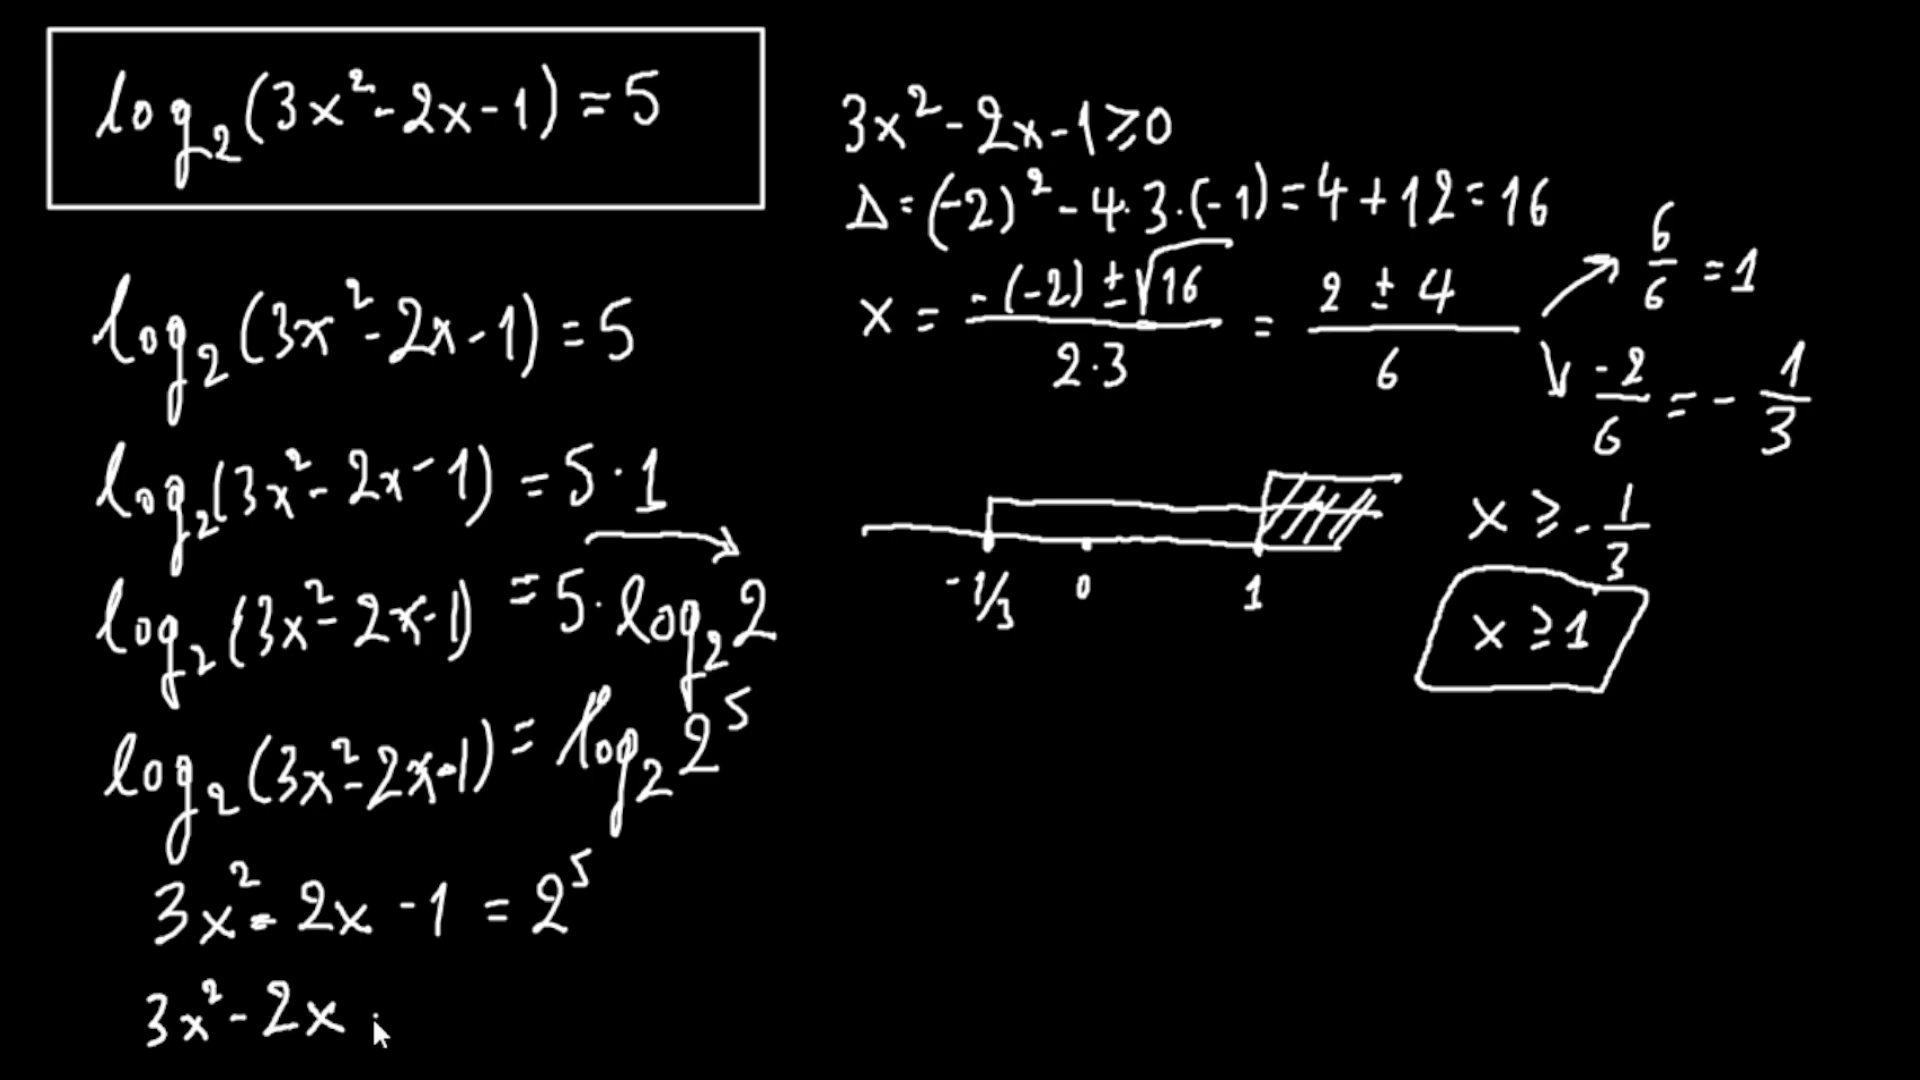 log₂(3x²-2x-1)=5
log₂(3x²-2x-1)=5
log₂(3x²-2x-1)=5·1
log₂(3x²-2x-1)=5·log₂2
log₂(3x²-2x-1)=log₂2⁵
3x²-2x-1=2⁵
3x²-2x
3x²-2x-1≥0
Δ=(-2)²-4·3·(-1)=4+12=16
x = (-(-2)±√16)/(2·3) = (2±4)/6
6/6=1
-2/6=-1/3
-1/3 0 1
x≥-1/3
x≥1